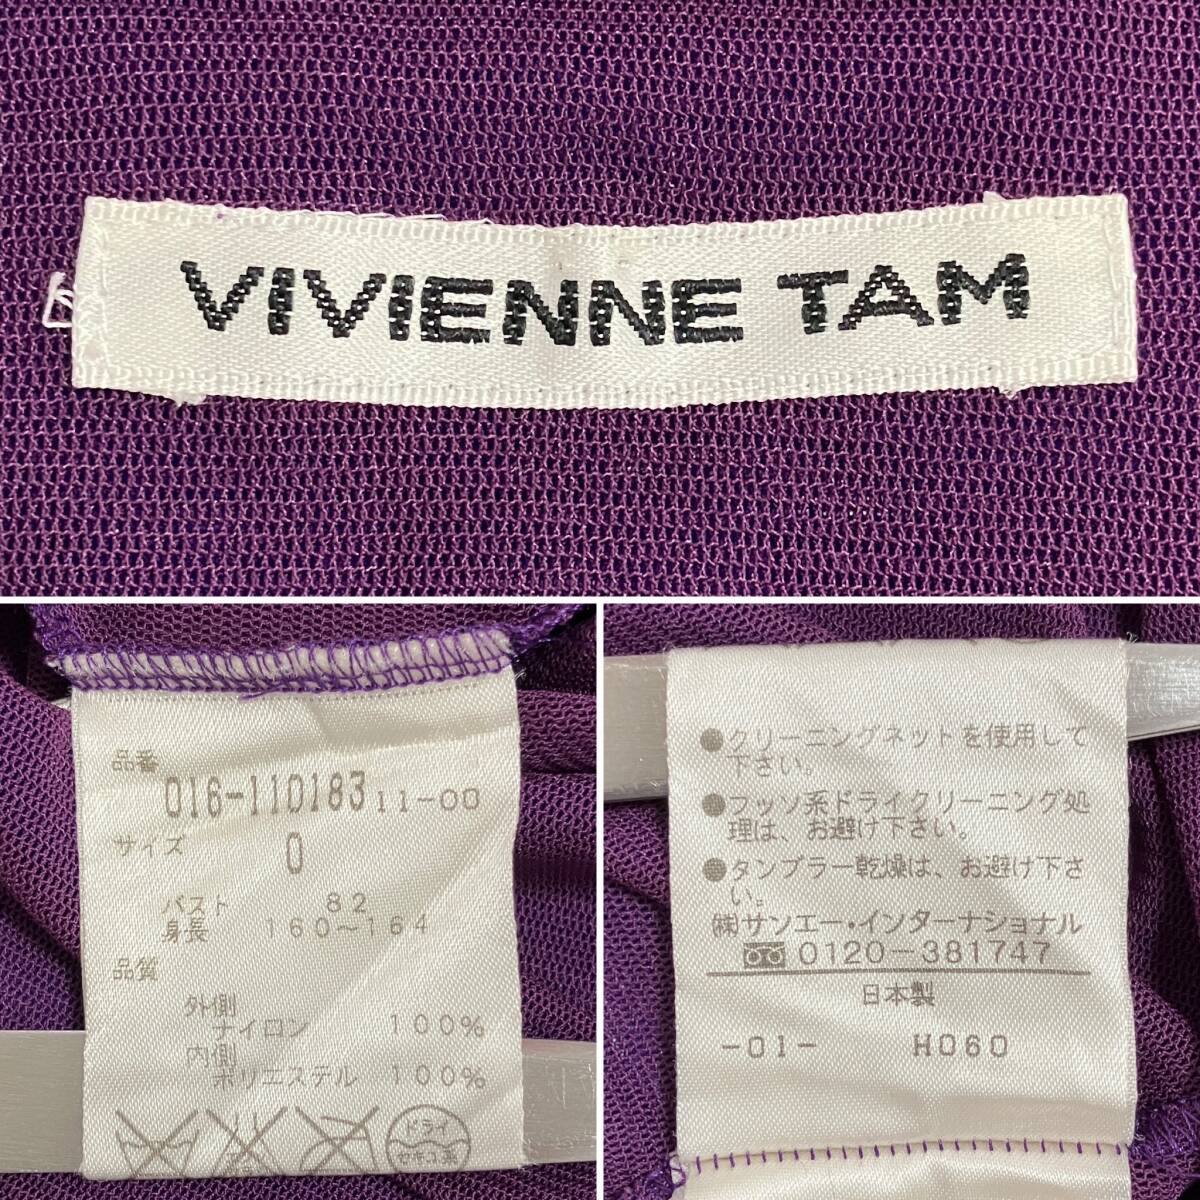 VIVIENNE TAM
品番
016-110183 11-00
サイズ 0
バスト 82
身長 160〜164
品質
外側
ナイロン 100%
内側
ポリエステル 100%
ドライ
セキユ系
●クリーニングネットを使用して
下さい。
●フッソ系ドライクリーニング処
理は、お避け下さい。
●タンブラー乾燥は、お避け下さ
い。
㈱サンエー・インターナショナル
0120-381747
日本製
-01- H060